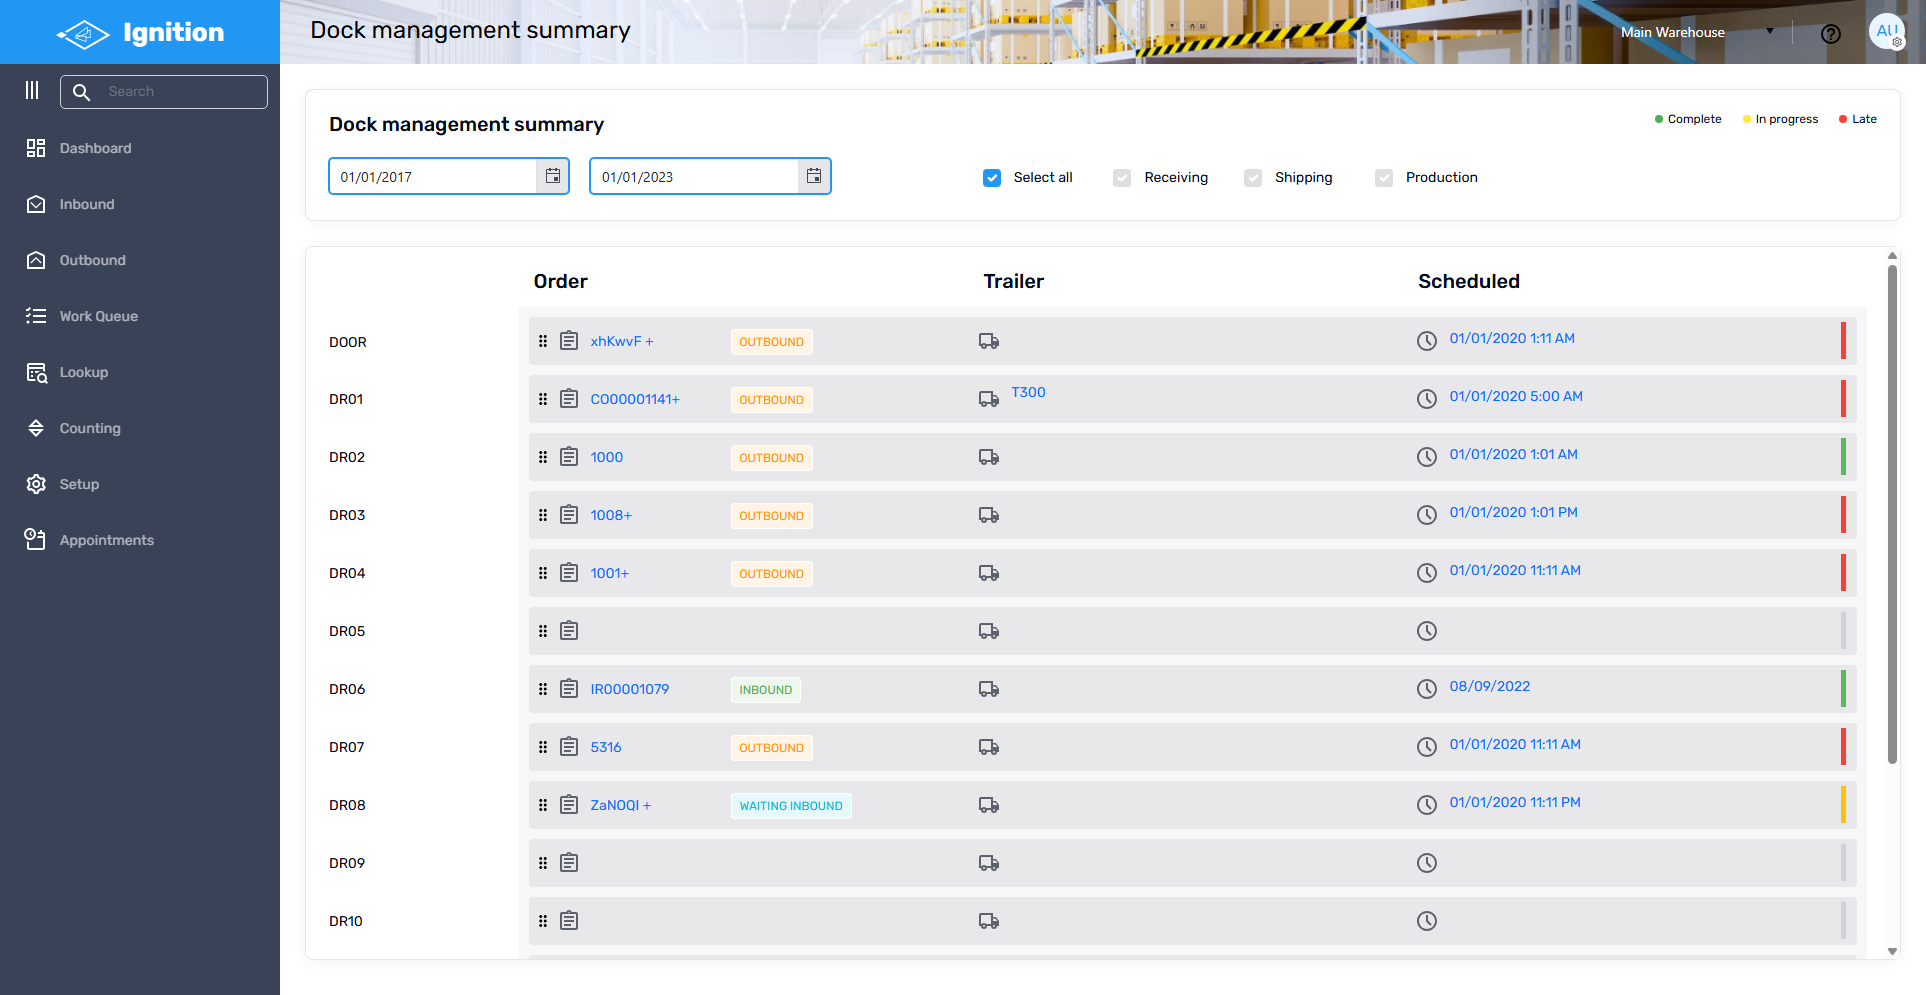 Ignition
Dock management summary
Main Warehouse
AU
Search
Dashboard
Inbound
Outbound
Work Queue
Lookup
Counting
Setup
Appointments
Dock management summary
Complete In progress Late
01/01/2017 01/01/2023 Select all Receiving Shipping Production
Order Trailer Scheduled
DOOR xhKwvF + OUTBOUND 01/01/2020 1:11 AM
DR01 CO00001141+ OUTBOUND T300 01/01/2020 5:00 AM
DR02 1000 OUTBOUND 01/01/2020 1:01 AM
DR03 1008+ OUTBOUND 01/01/2020 1:01 PM
DR04 1001+ OUTBOUND 01/01/2020 11:11 AM
DR05
DR06 IR00001079 INBOUND 08/09/2022
DR07 5316 OUTBOUND 01/01/2020 11:11 AM
DR08 ZaNOQI + WAITING INBOUND 01/01/2020 11:11 PM
DR09
DR10